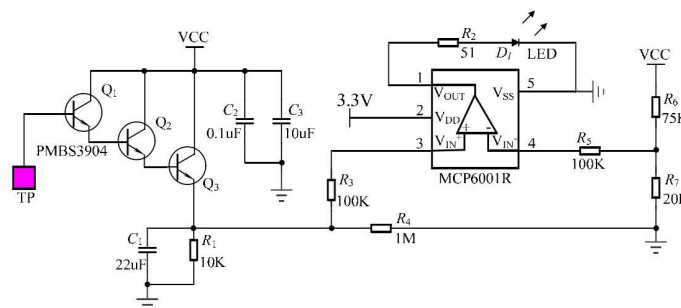 VCC
R2
51
D1
LED
VCC
1
VOUT
VSS
5
Q1
3.3V
2
VDD
R6
75K
Q2
C2
0.1uF
C3
10uF
3
VIN+
VIN-
4
R5
100K
PMBS3904
MCP6001R
Q3
TP
R3
100K
R7
20K
R4
1M
C1
22uF
R1
10K